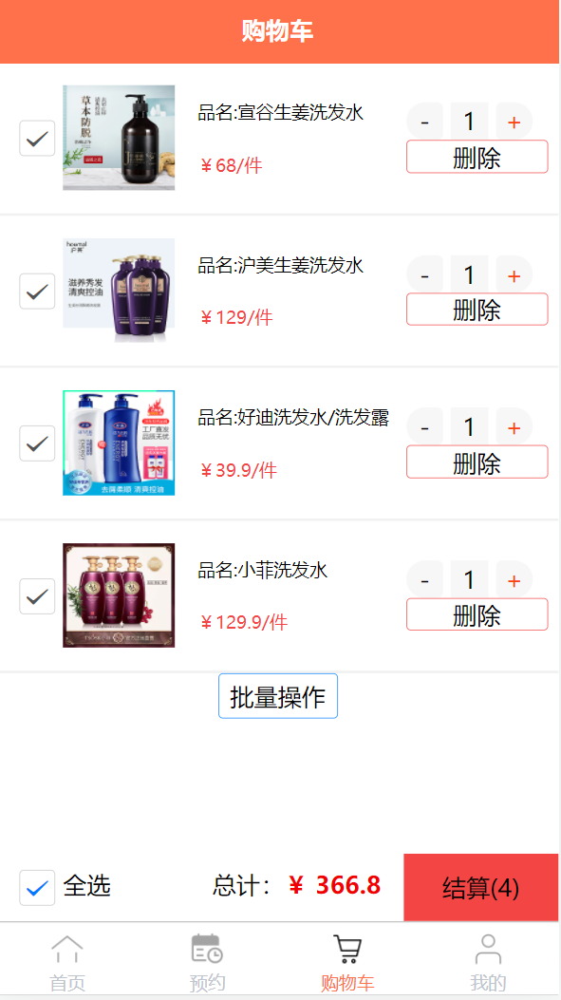 购物车
草本防脱
品名:宣谷生姜洗发水
￥68/件
- 1 +
删除
沪美
滋养秀发
清爽控油
品名:沪美生姜洗发水
￥129/件
- 1 +
删除
工厂直发
品质无忧
ENERGY
去屑柔顺 清爽控油
品名:好迪洗发水/洗发露
￥39.9/件
- 1 +
删除
品名:小菲洗发水
￥129.9/件
- 1 +
删除
批量操作
全选
总计： ￥ 366.8
结算(4)
首页
预约
购物车
我的